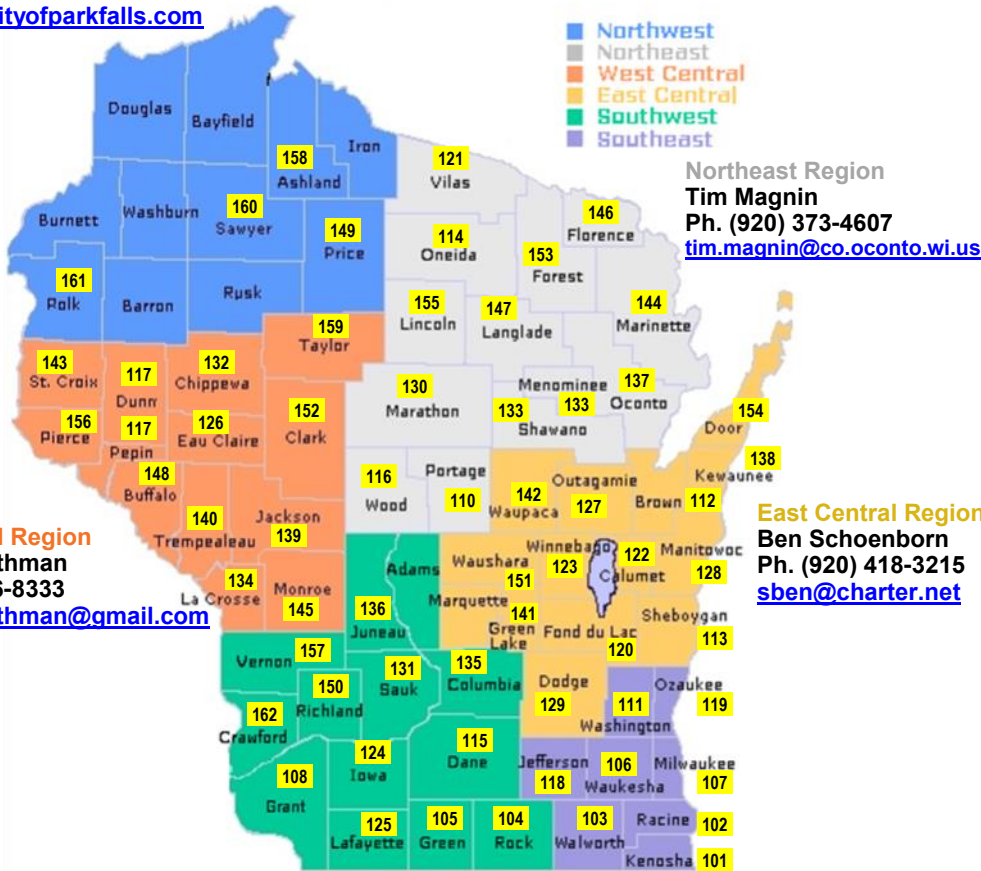 ityofparkfalls.com
Northwest
Northeast
West Central
East Central
Southwest
Southeast
Northeast Region
Tim Magnin
Ph. (920) 373-4607
tim.magnin@co.oconto.wi.us
Douglas
Bayfield
Iron
158
Ashland
121
Vilas
Burnett
Washburn
160
Sawyer
149
Price
114
Oneida
146
Florence
153
Forest
161
Polk
Barron
Rusk
155
Lincoln
147
Langlade
144
Marinette
159
Taylor
143
St. Croix
117
Dunn
132
Chippewa
130
Marathon
Menominee
133
133
Shawano
137
Oconto
156
Pierce
117
Pepin
126
Eau Claire
152
Clark
154
Door
138
Kewaunee
148
Buffalo
116
Wood
Portage
110
142
Waupaca
Outagamie
127
Brown
112
140
Trempealeau
Jackson
139
l Region
thman
6-8333
thman@gmail.com
East Central Region
Ben Schoenborn
Ph. (920) 418-3215
sben@charter.net
134
La Crosse
Monroe
145
Adams
136
Juneau
Waushara
151
Winnebago
123
122
Calumet
Manitowoc
128
Marquette
141
Green
Lake
Fond du Lac
120
Sheboygan
113
Vernon
157
150
Richland
131
Sauk
135
Columbia
Dodge
129
111
Washington
Ozaukee
119
162
Crawford
124
Iowa
115
Dane
Jefferson
118
106
Waukesha
Milwaukee
107
108
Grant
125
Lafayette
105
Green
104
Rock
103
Walworth
Racine
102
Kenosha
101